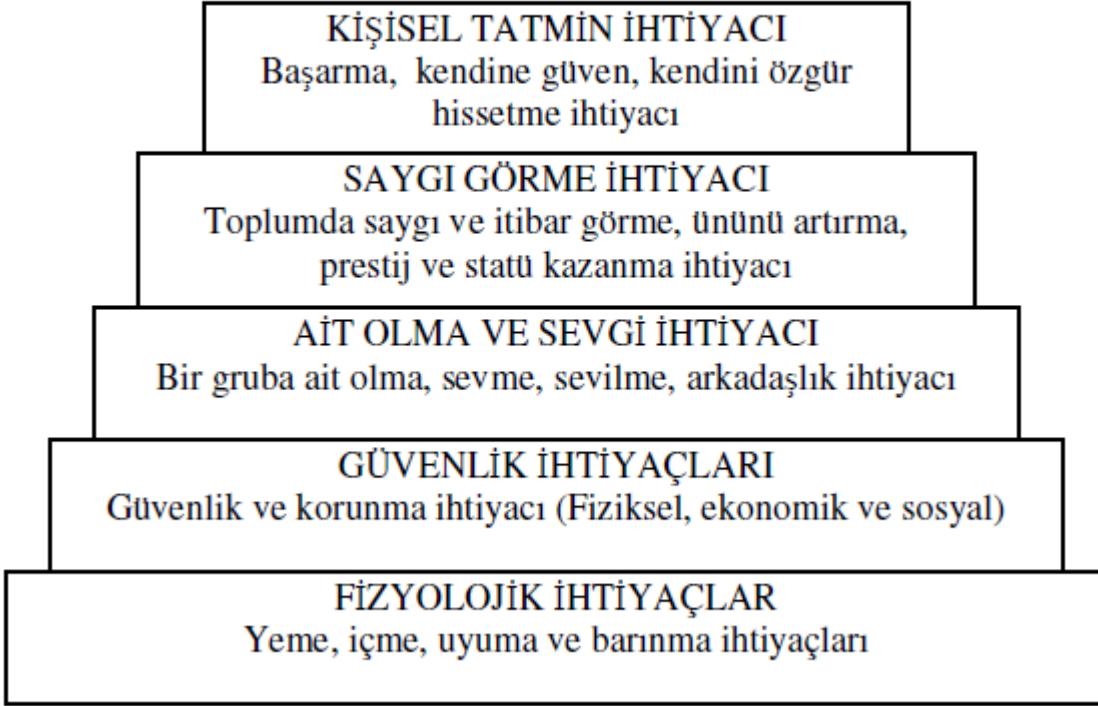 KİŞİSEL TATMİN İHTİYACI
Başarma, kendine güven, kendini özgür
hissetme ihtiyacı
SAYGI GÖRME İHTİYACI
Toplumda saygı ve itibar görme, ününü artırma,
prestij ve statü kazanma ihtiyacı
AİT OLMA VE SEVGİ İHTİYACI
Bir gruba ait olma, sevme, sevilme, arkadaşlık ihtiyacı
GÜVENLİK İHTİYAÇLARI
Güvenlik ve korunma ihtiyacı (Fiziksel, ekonomik ve sosyal)
FİZYOLOJİK İHTİYAÇLAR
Yeme, içme, uyuma ve barınma ihtiyaçları